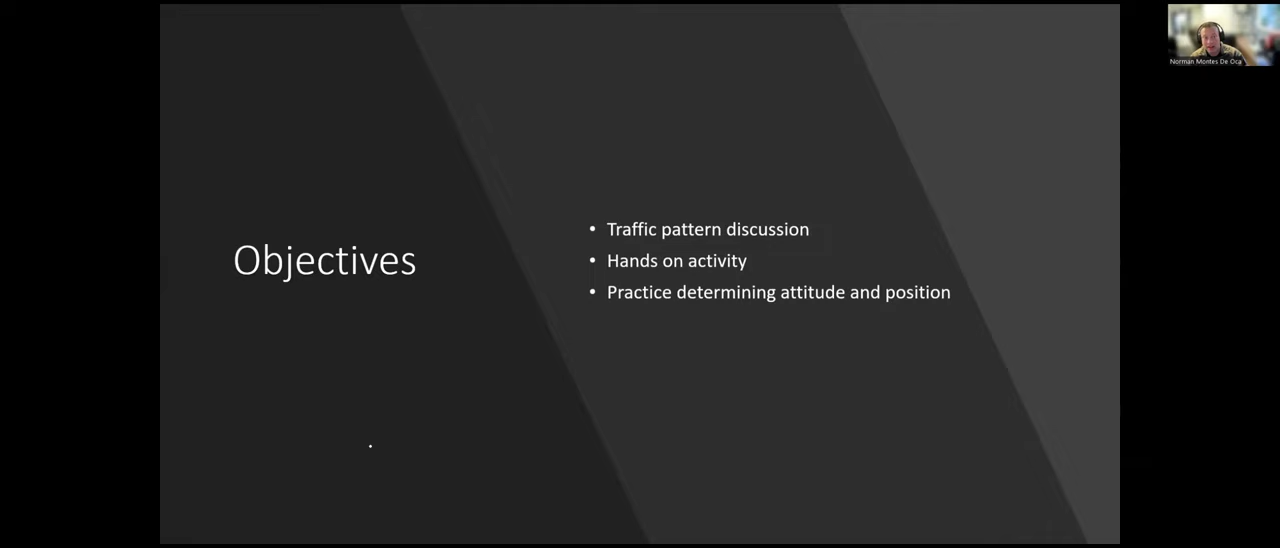 Norman Montes De Oca
Objectives
• Traffic pattern discussion
• Hands on activity
• Practice determining attitude and position